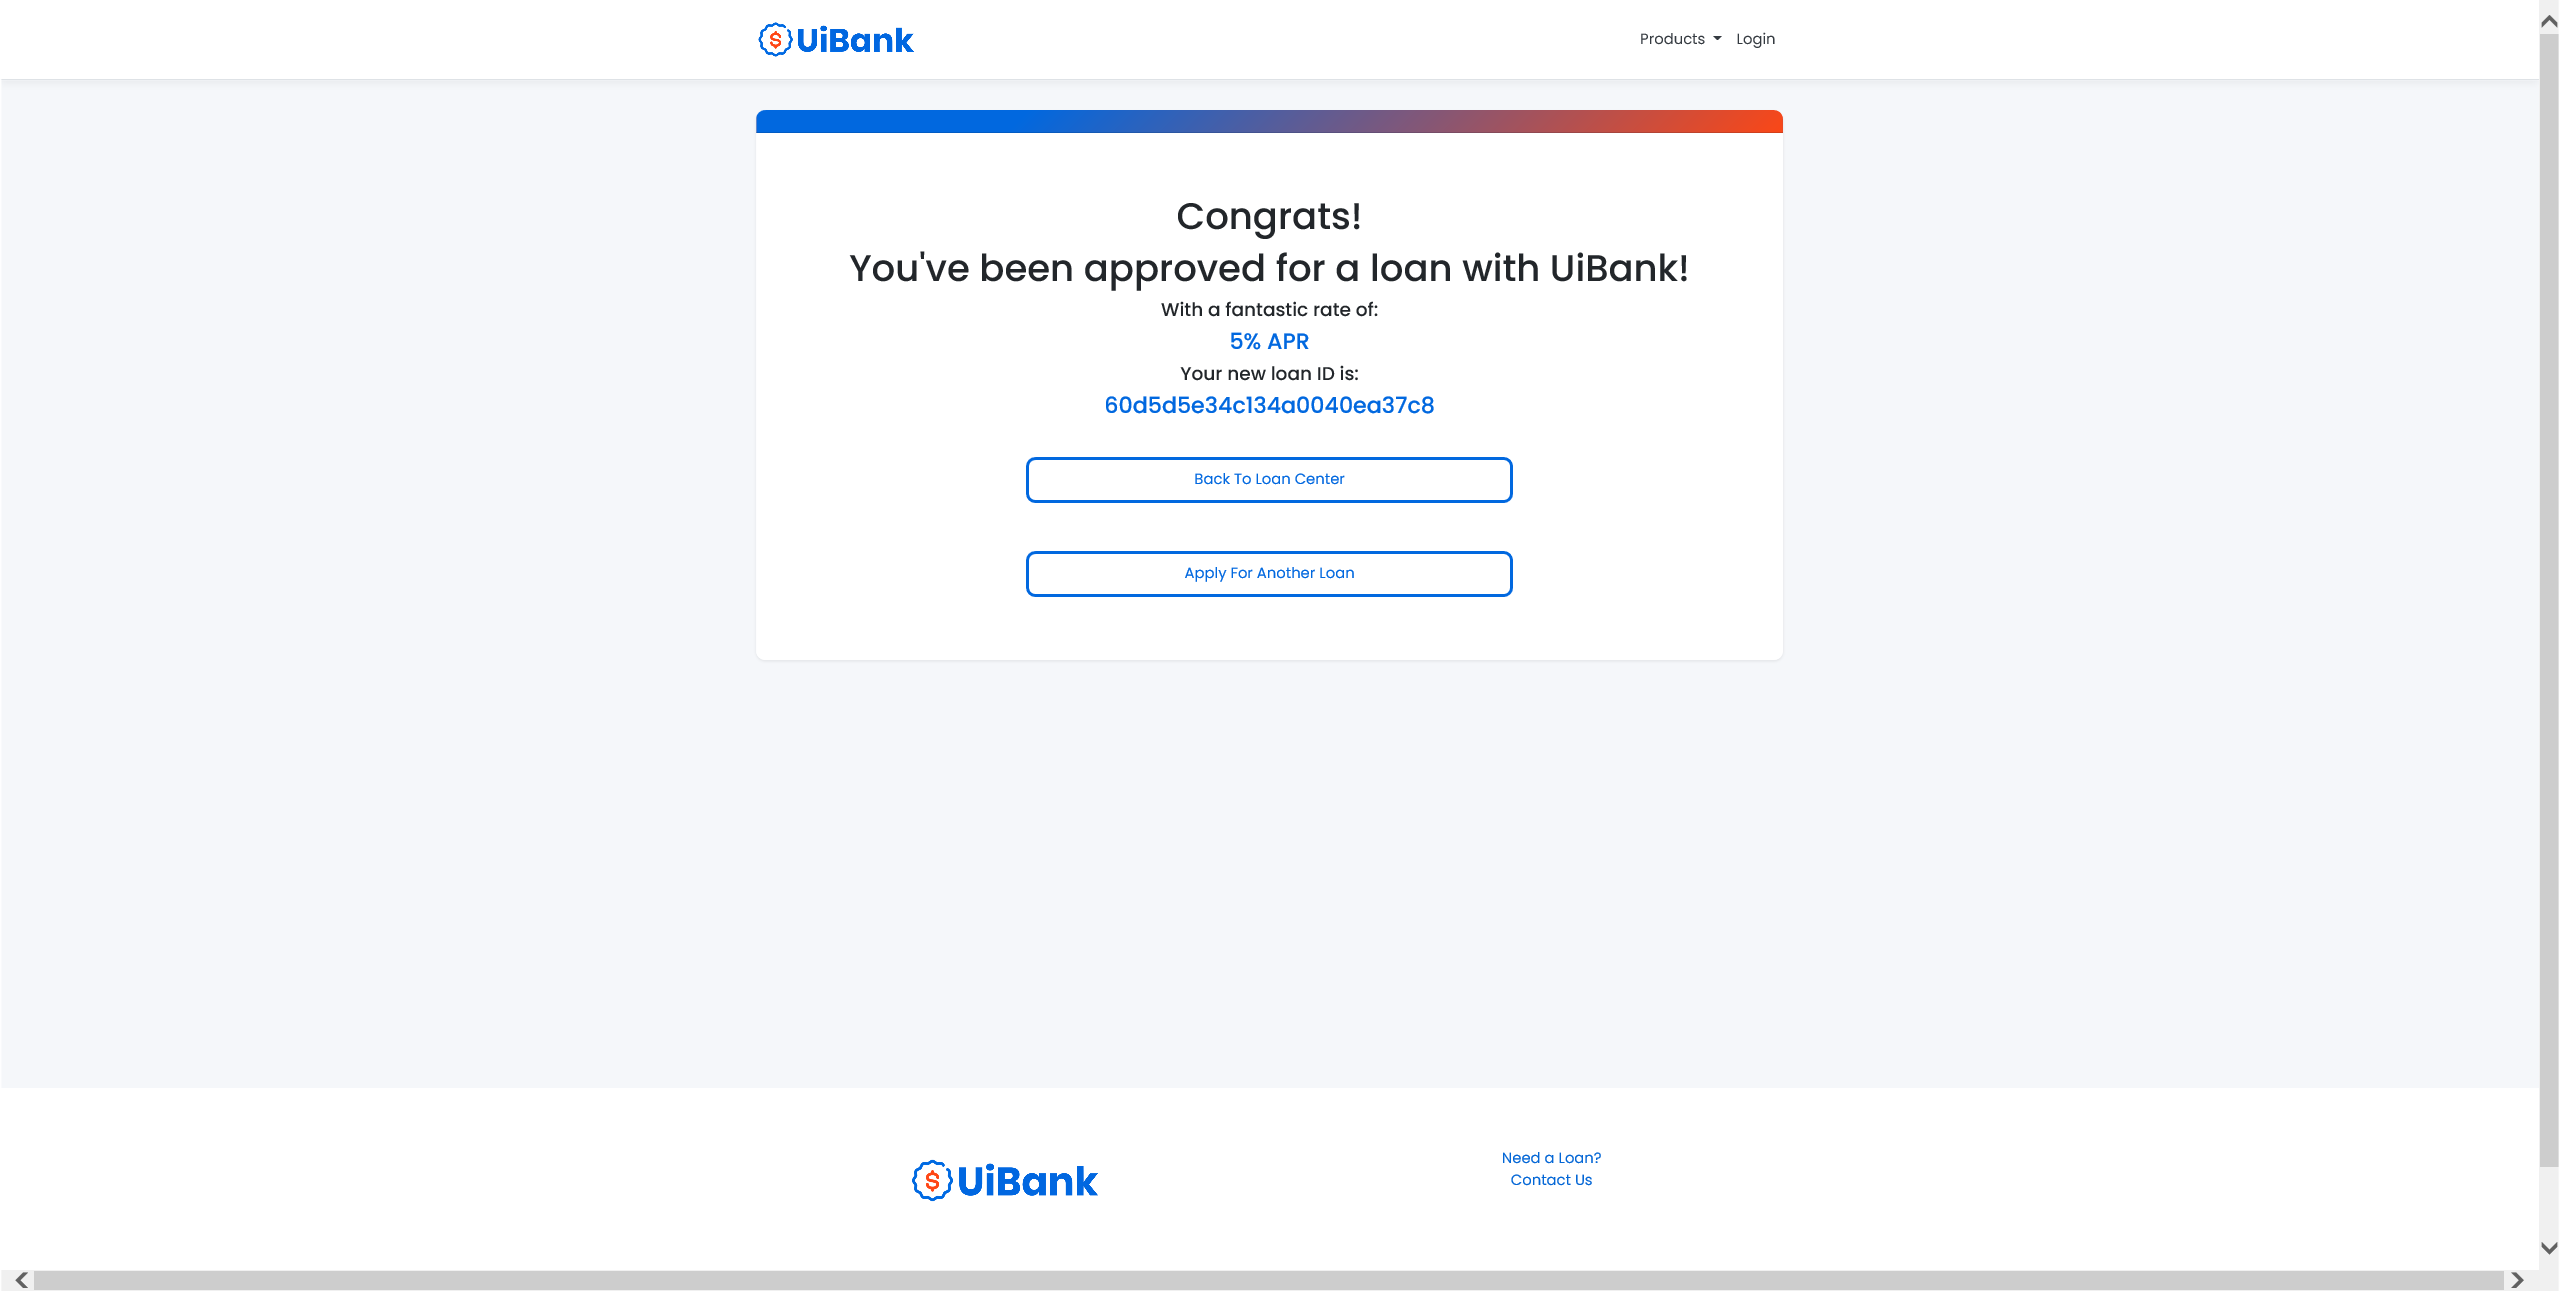 UiBank
Products Login
Congrats!
You've been approved for a loan with UiBank!
With a fantastic rate of:
5% APR
Your new loan ID is:
60d5d5e34c134a0040ea37c8
Back To Loan Center
Apply For Another Loan
UiBank
Need a Loan?
Contact Us